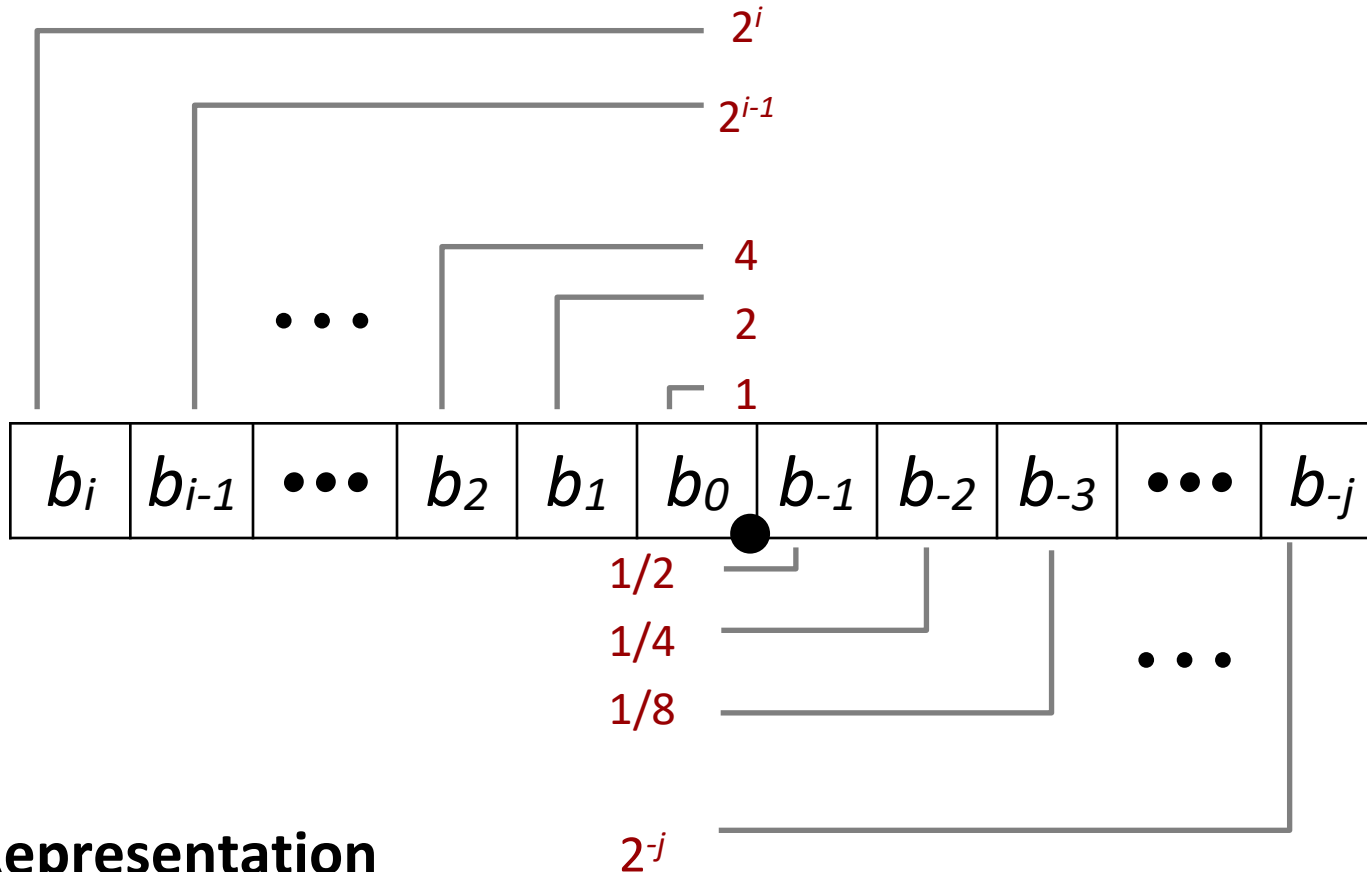 2^i
2^{i-1}
4
2
1
• • •
b_i b_{i-1} ••• b_2 b_1 b_0 b_{-1} b_{-2} b_{-3} ••• b_{-j}
1/2
1/4
1/8
• • •
2^{-j}
epresentation